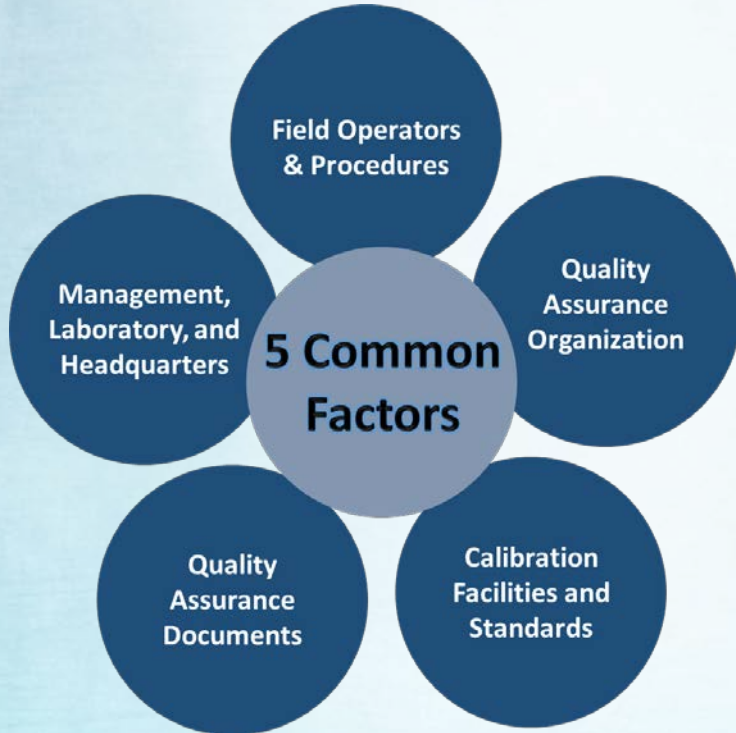 Field Operators
& Procedures
Quality
Assurance
Organization
Management,
Laboratory, and
Headquarters
5 Common
Factors
Quality
Assurance
Documents
Calibration
Facilities and
Standards